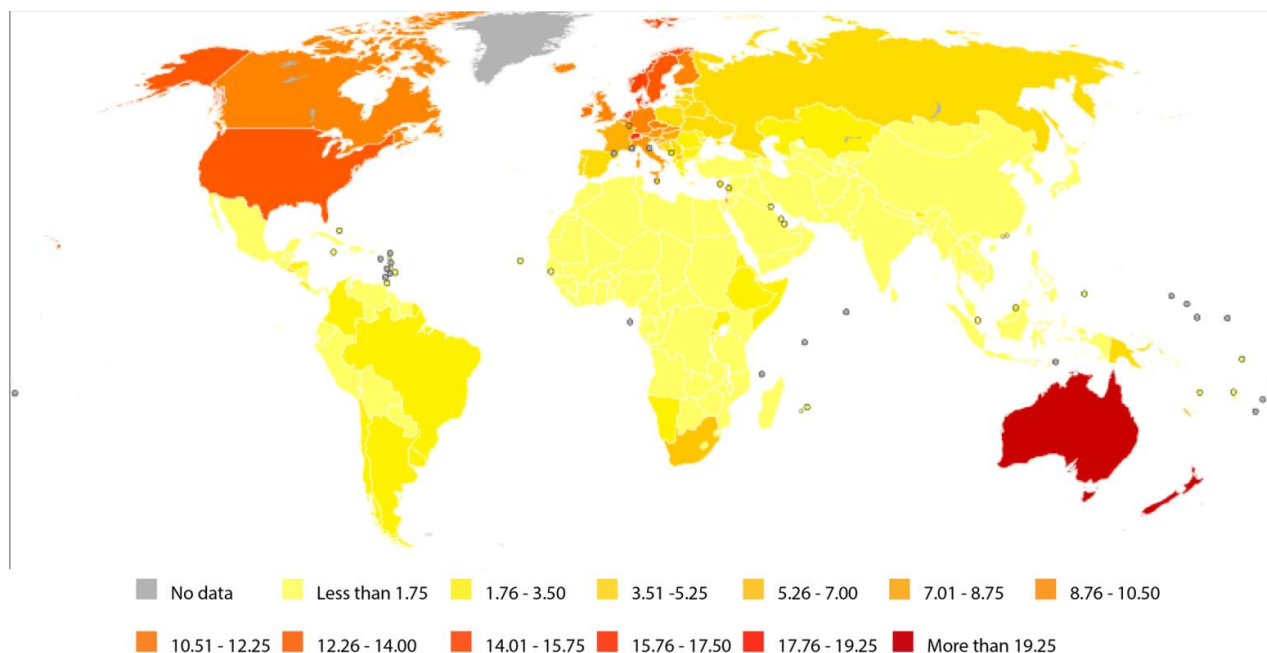 No data Less than 1.75 1.76 - 3.50 3.51 -5.25 5.26 - 7.00 7.01 - 8.75 8.76 - 10.50
10.51 - 12.25 12.26 - 14.00 14.01 - 15.75 15.76 - 17.50 17.76 - 19.25 More than 19.25